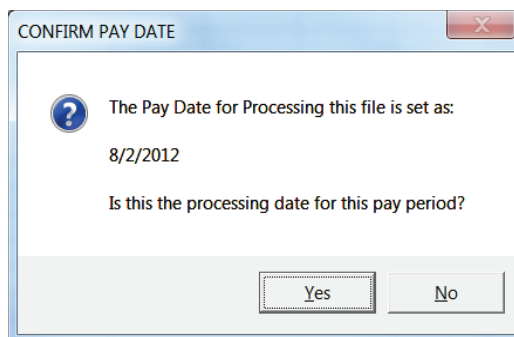 CONFIRM PAY DATE
The Pay Date for Processing this file is set as:
8/2/2012
Is this the processing date for this pay period?
Yes
No